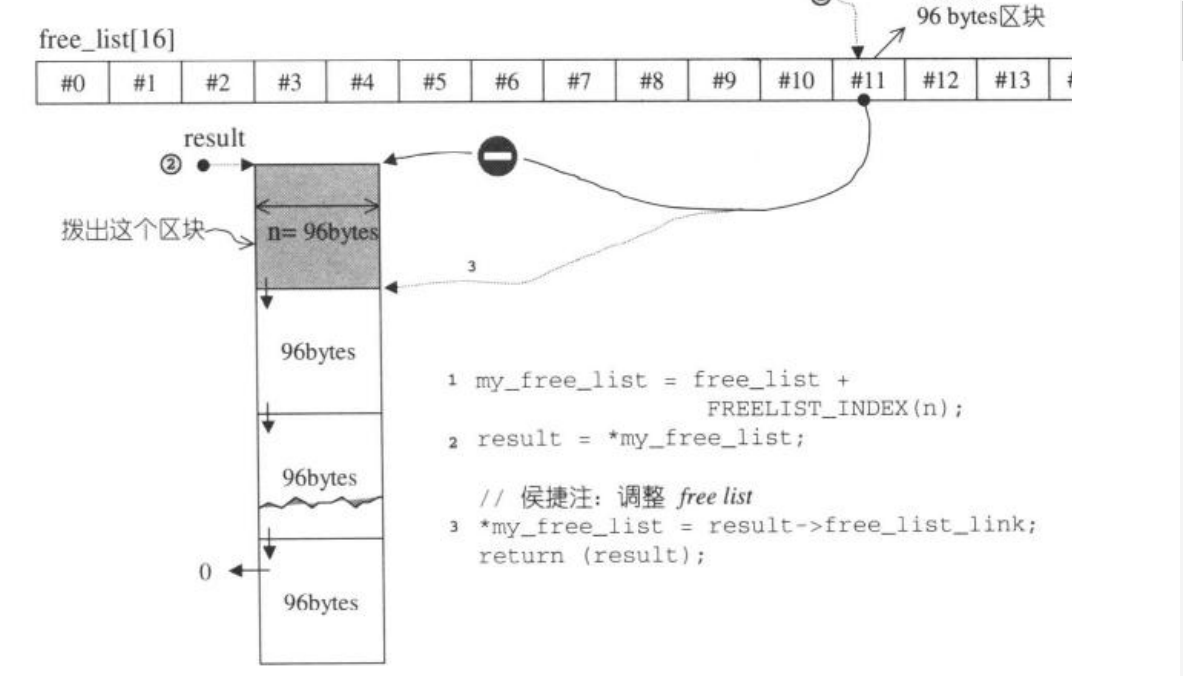 96 bytes区块
free_list[16]
#0 #1 #2 #3 #4 #5 #6 #7 #8 #9 #10 #11 #12 #13
result
②
拨出这个区块
n= 96bytes
3
96bytes
1 my_free_list = free_list +
FREELIST_INDEX(n);
2 result = *my_free_list;
96bytes
// 侯捷注：调整 free list
3 *my_free_list = result->free_list_link;
return (result);
0
96bytes